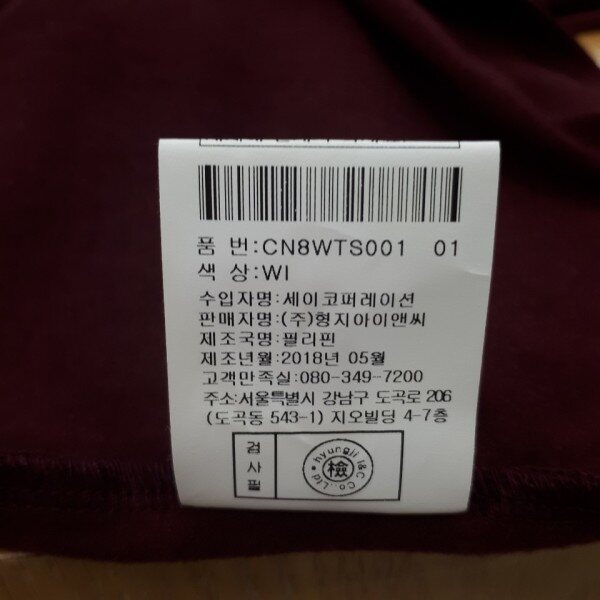 품 번:CN8WTS001 01
색 상:WI
수입자명:세이코퍼레이션
판매자명:(주)형지아이앤씨
제조국명:필리핀
제조년월:2018년 05월
고객만족실:080-349-7200
주소:서울특별시 강남구 도곡로 206
(도곡동 543-1) 지오빌딩 4-7층
검사필
hyungji I&C Co.,Ltd
檢